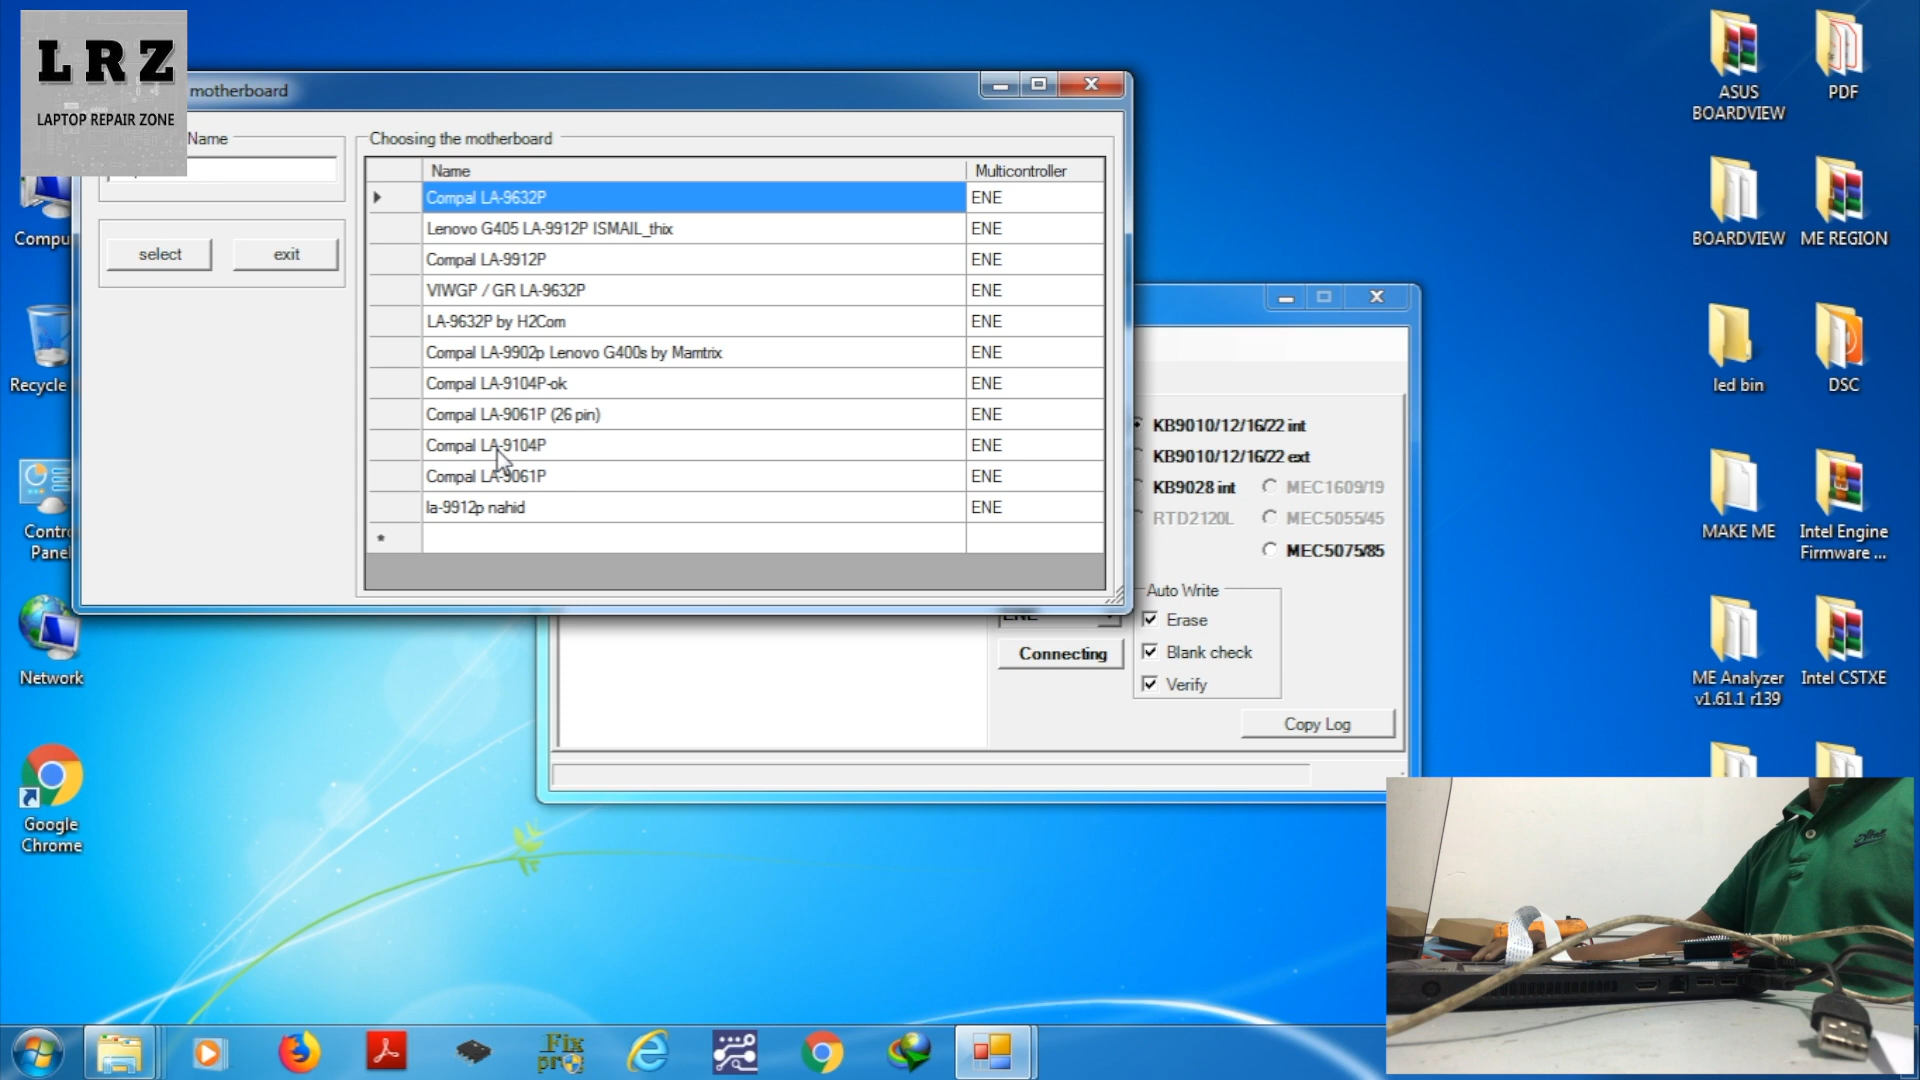 LRZ
LAPTOP REPAIR ZONE
motherboard
Name
select
exit
Choosing the motherboard
Name
Multicontroller
Compal LA-9632P
ENE
Lenovo G405 LA-9912P ISMAIL_thix
ENE
Compal LA-9912P
ENE
VIWGP / GR LA-9632P
ENE
LA-9632P by H2Com
ENE
Compal LA-9902p Lenovo G400s by Mamtrix
ENE
Compal LA-9104P-ok
ENE
Compal LA-9061P (26 pin)
ENE
Compal LA-9104P
ENE
Compal LA-9061P
ENE
la-9912p nahid
ENE
*
KB9010/12/16/22 int
KB9010/12/16/22 ext
KB9028 int
MEC1609/19
RTD2120L
MEC5055/45
MEC5075/85
ENE
Connecting
Auto Write
Erase
Blank check
Verify
Copy Log
Recycle
Network
Google
Chrome
ASUS
BOARDVIEW
PDF
BOARDVIEW
ME REGION
led bin
DSC
MAKE ME
Intel Engine
Firmware ...
ME Analyzer
v1.61.1 r139
Intel CSTXE
Fix
pro